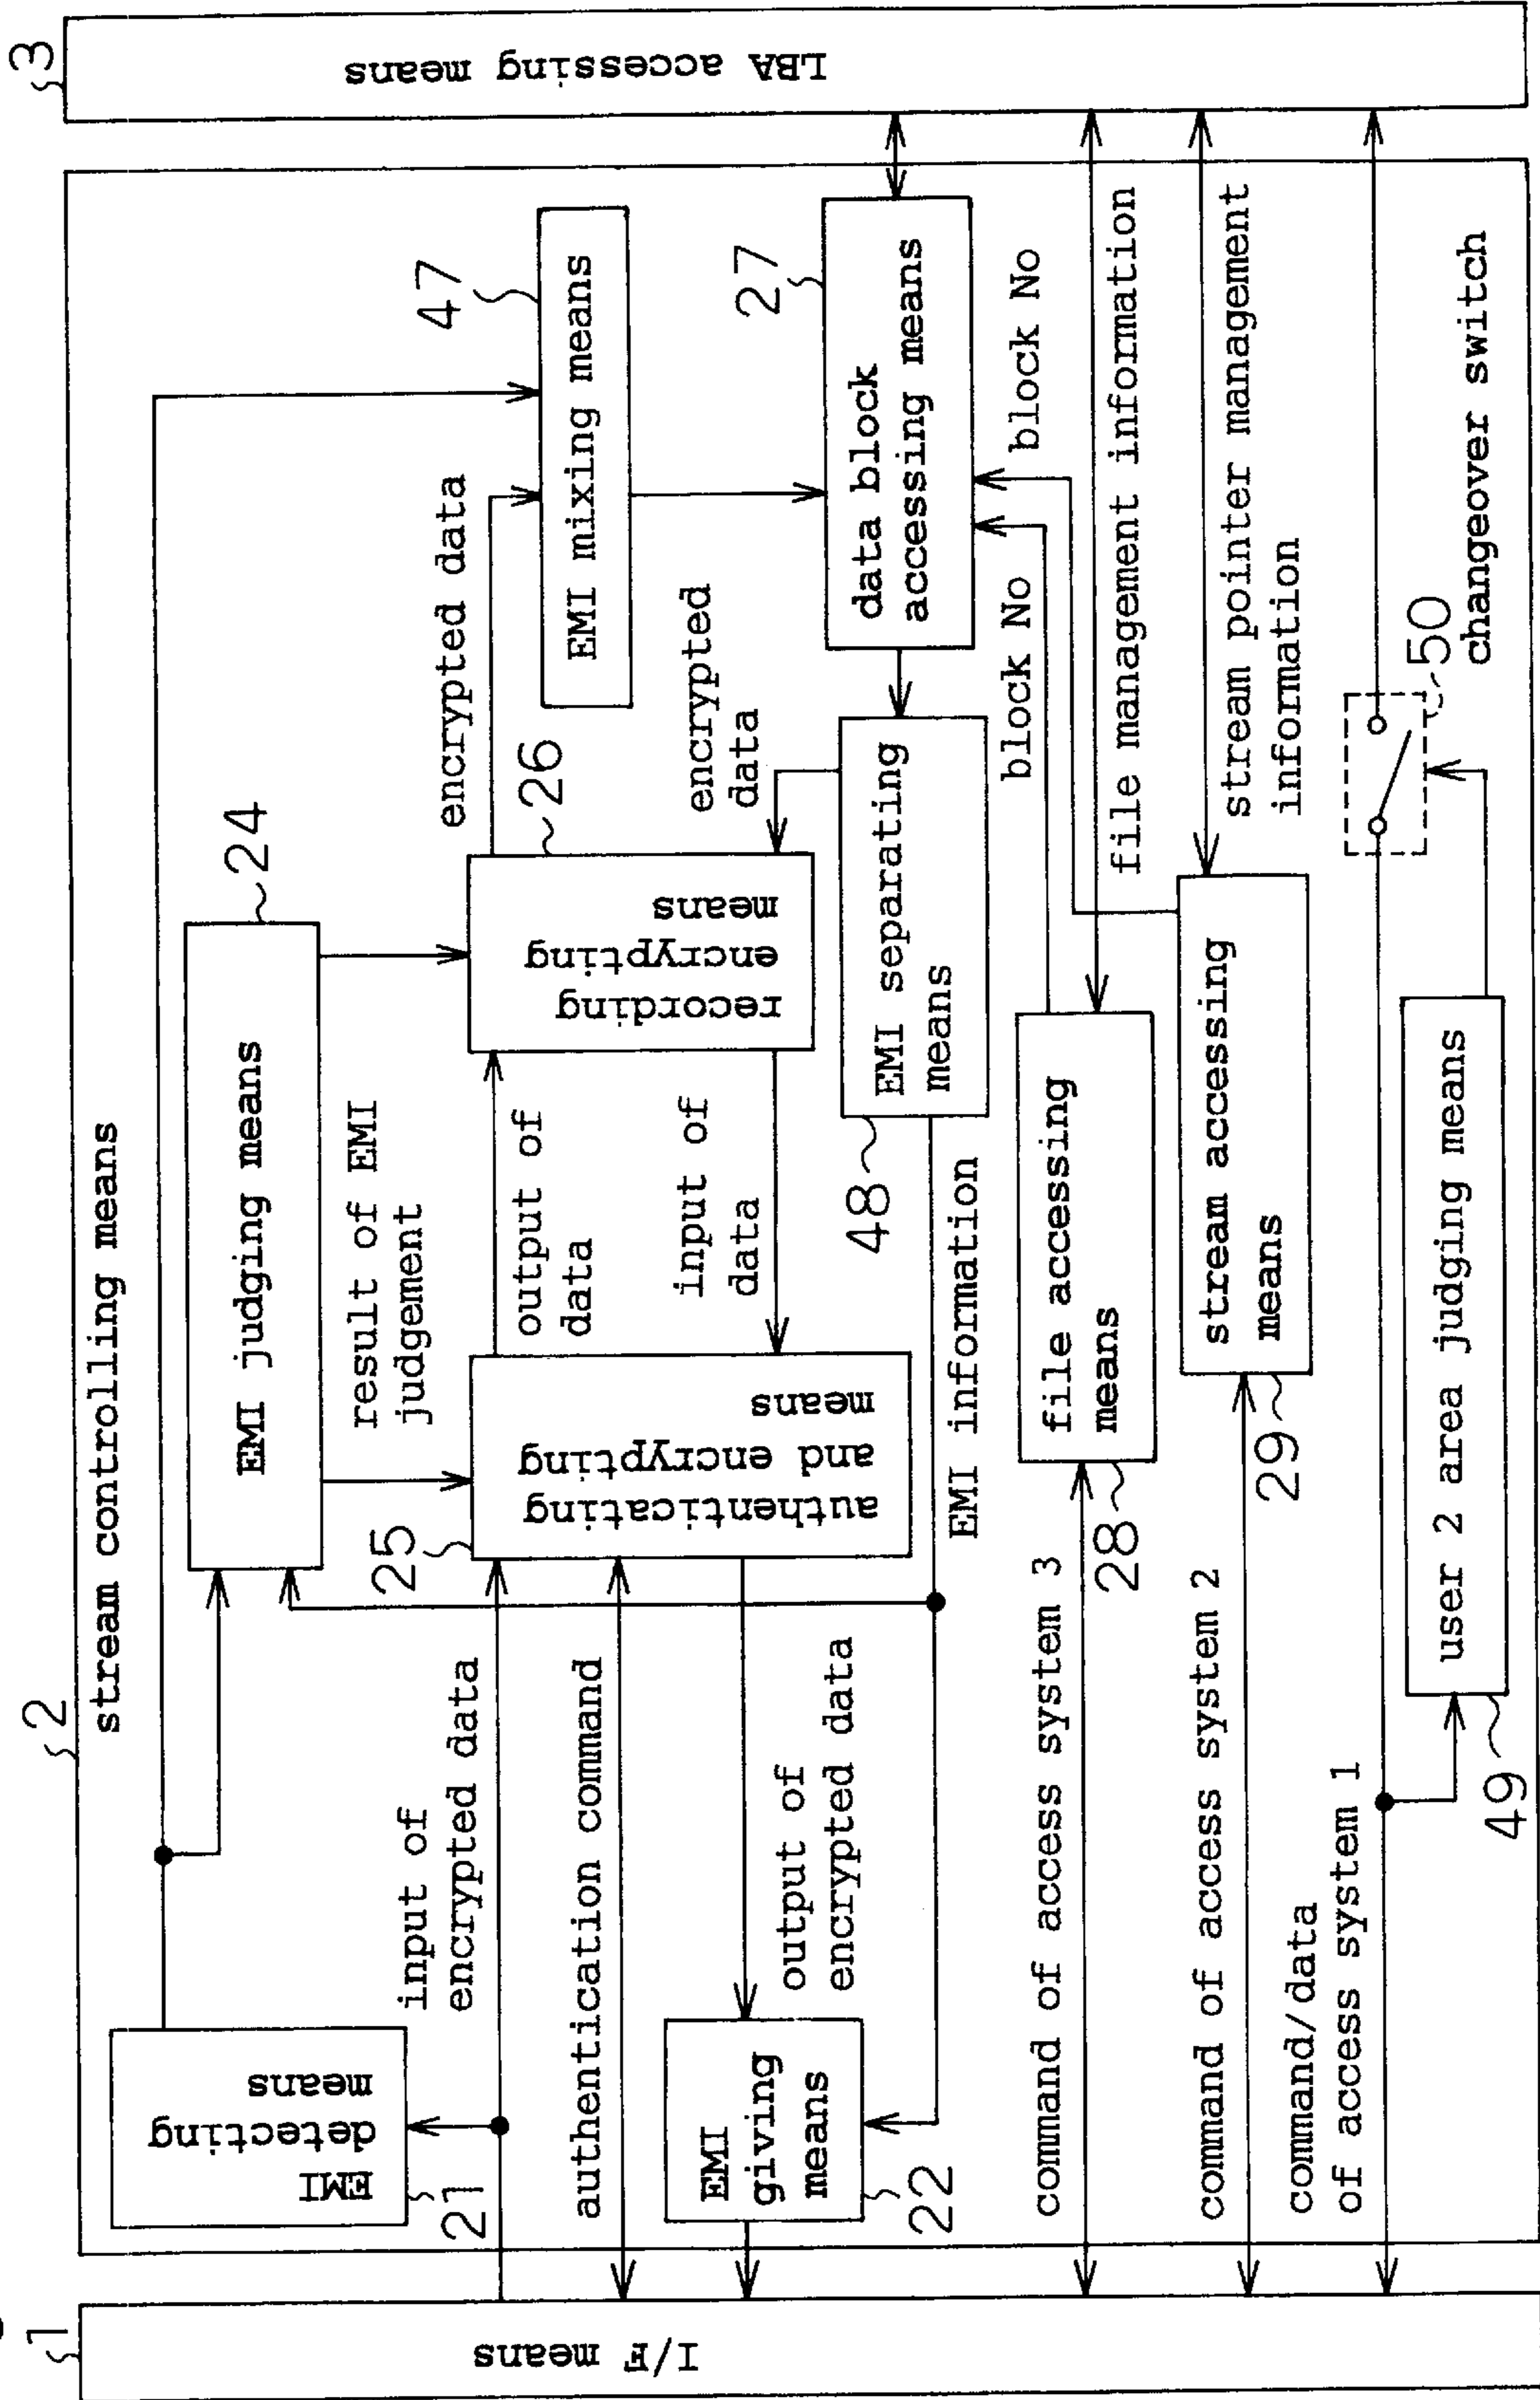 1
I/F means
2
stream controlling means
EMI
detecting
means
21
input of
encrypted data
authentication command
EMI
giving
means
22
output of
encrypted data
EMI judging means
24
result of EMI
judgement
25
authenticating
and encrypting
means
output of
data
input of
data
recording
encrypting
means
26
encrypted data
encrypted
data
EMI mixing means
47
data block
accessing means
27
EMI separating
means
48
EMI information
block No
block No
command of access system 3
file accessing
means
28
file management information
command of access system 2
stream accessing
means
29
stream pointer management
information
command/data
of access system 1
user 2 area judging means
49
50
changeover switch
3
LBA accessing means